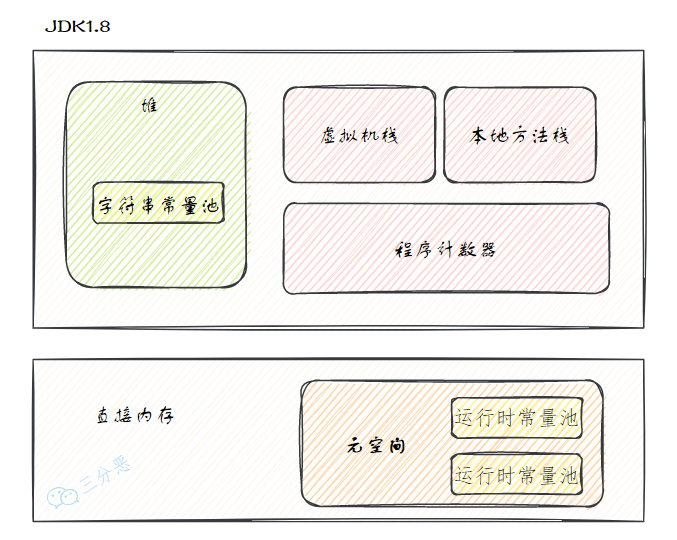 JDK1.8
堆
字符串常量池
虚拟机栈
本地方法栈
程序计数器
直接内存
元空间
运行时常量池
运行时常量池
三分恶